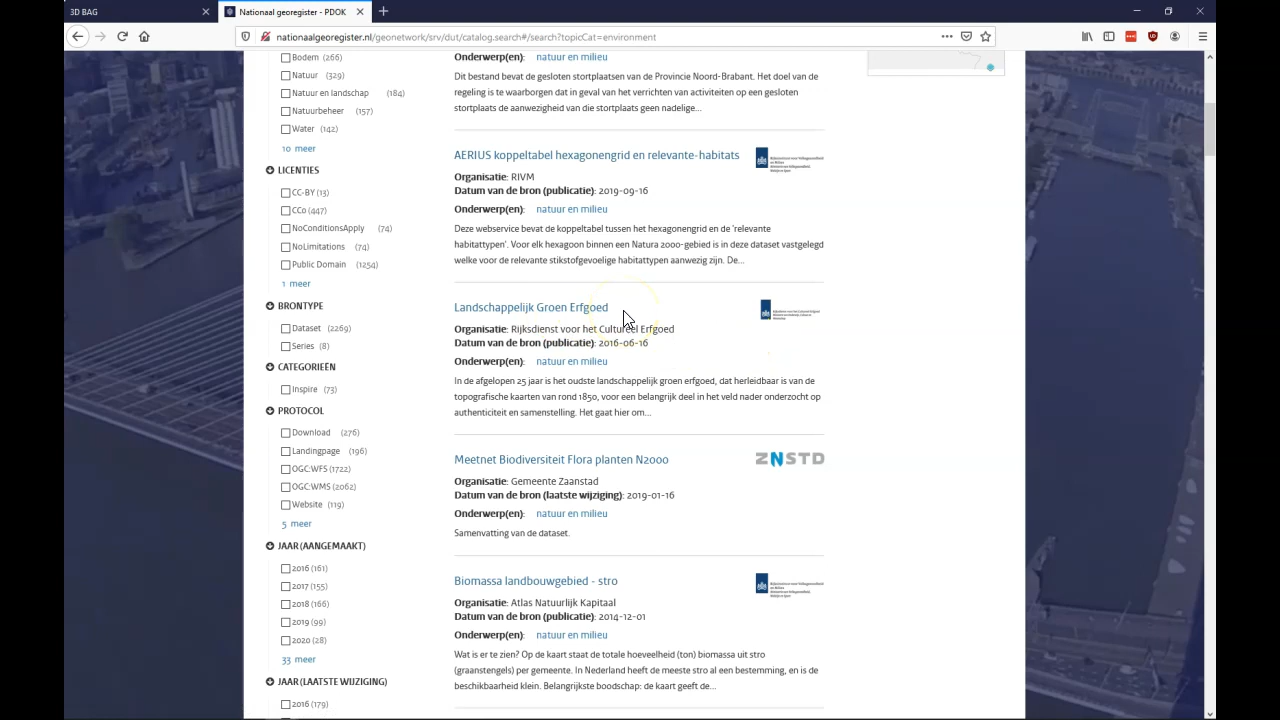 3D BAG
Nationaal georegister - PDOK
nationaalgeoregister.nl/geonetwork/srv/dut/catalog.search#/search?topicCat=environment
Bodem (266)
Natuur (329)
Natuur en landschap (184)
Natuurbeheer (157)
Water (142)
10 meer
LICENTIES
CC-BY (13)
CC0 (447)
NoConditionsApply (74)
NoLimitations (74)
Public Domain (1254)
1 meer
BRONTYPE
Dataset (2269)
Series (8)
CATEGORIEËN
Inspire (73)
PROTOCOL
Download (276)
Landingpage (196)
OGC:WFS (1722)
OGC:WMS (2062)
Website (119)
5 meer
JAAR (AANGEMAAKT)
2016 (161)
2017 (155)
2018 (166)
2019 (99)
2020 (28)
33 meer
JAAR (LAATSTE WIJZIGING)
2016 (179)
Onderwerp(en): natuur en milieu
Dit bestand bevat de gesloten stortplaatsen van de Provincie Noord-Brabant. Het doel van de
regeling is te waarborgen dat in geval van het verrichten van activiteiten op een gesloten
stortplaats de aanwezigheid van die stortplaats geen nadelige...
AERIUS koppeltabel hexagonengrid en relevante-habitats
Organisatie: RIVM
Datum van de bron (publicatie): 2019-09-16
Onderwerp(en): natuur en milieu
Deze webservice bevat de koppeltabel tussen het hexagonengrid en de 'relevante
habitattypen'. Voor elk hexagoon binnen een Natura 2000-gebied is in deze dataset vastgelegd
welke voor de relevante stikstofgevoelige habitattypen aanwezig zijn. De...
Landschappelijk Groen Erfgoed
Organisatie: Rijksdienst voor het Cultureel Erfgoed
Datum van de bron (publicatie): 2016-06-16
Onderwerp(en): natuur en milieu
In de afgelopen 25 jaar is het oudste landschappelijk groen erfgoed, dat herleidbaar is van de
topografische kaarten van rond 1850, voor een belangrijk deel in het veld nader onderzocht op
authenticiteit en samenstelling. Het gaat hier om...
Meetnet Biodiversiteit Flora planten N2000
ZNSTD
Organisatie: Gemeente Zaanstad
Datum van de bron (laatste wijziging): 2019-01-16
Onderwerp(en): natuur en milieu
Samenvatting van de dataset.
Biomassa landbouwgebied - stro
Organisatie: Atlas Natuurlijk Kapitaal
Datum van de bron (publicatie): 2014-12-01
Onderwerp(en): natuur en milieu
Wat is er te zien? Op de kaart staat de totale hoeveelheid (ton) biomassa uit stro
(graanstengels) per gemeente. In Nederland heeft de meeste stro al een bestemming, en is de
beschikbaarheid klein. Belangrijkste boodschap: de kaart geeft de...